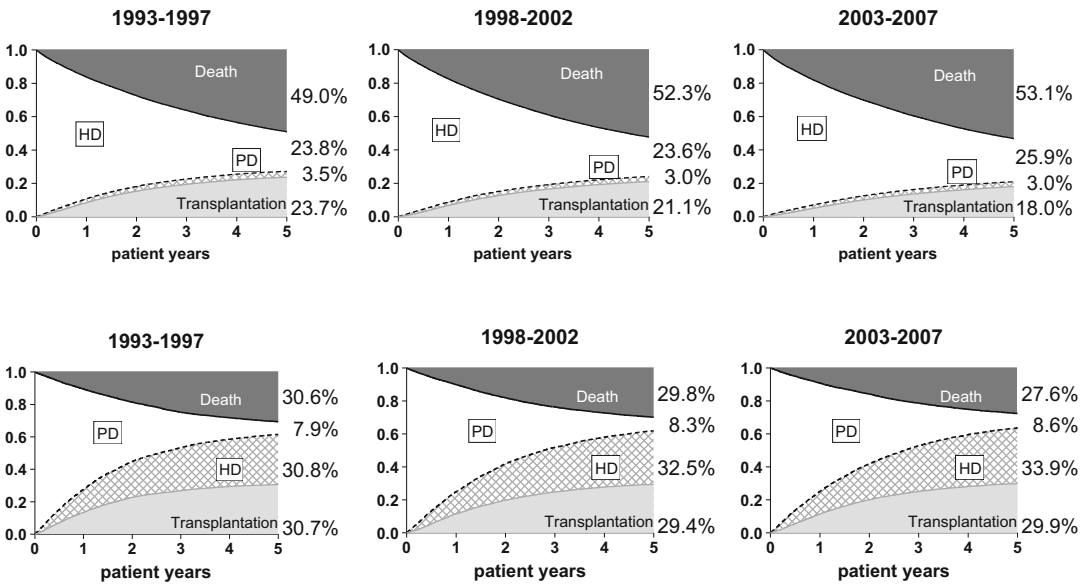 1993-1997
1.0
0.8
0.6
0.4
0.2
0.0
Death
HD
PD
Transplantation
49.0%
23.8%
3.5%
23.7%
0 1 2 3 4 5
patient years
1998-2002
1.0
0.8
0.6
0.4
0.2
0.0
Death
HD
PD
Transplantation
52.3%
23.6%
3.0%
21.1%
0 1 2 3 4 5
patient years
2003-2007
1.0
0.8
0.6
0.4
0.2
0.0
Death
HD
PD
Transplantation
53.1%
25.9%
3.0%
18.0%
0 1 2 3 4 5
patient years
1993-1997
1.0
0.8
0.6
0.4
0.2
0.0
Death
PD
HD
Transplantation
30.6%
7.9%
30.8%
30.7%
0 1 2 3 4 5
patient years
1998-2002
1.0
0.8
0.6
0.4
0.2
0.0
Death
PD
HD
Transplantation
29.8%
8.3%
32.5%
29.4%
0 1 2 3 4 5
patient years
2003-2007
1.0
0.8
0.6
0.4
0.2
0.0
Death
PD
HD
Transplantation
27.6%
8.6%
33.9%
29.9%
0 1 2 3 4 5
patient years